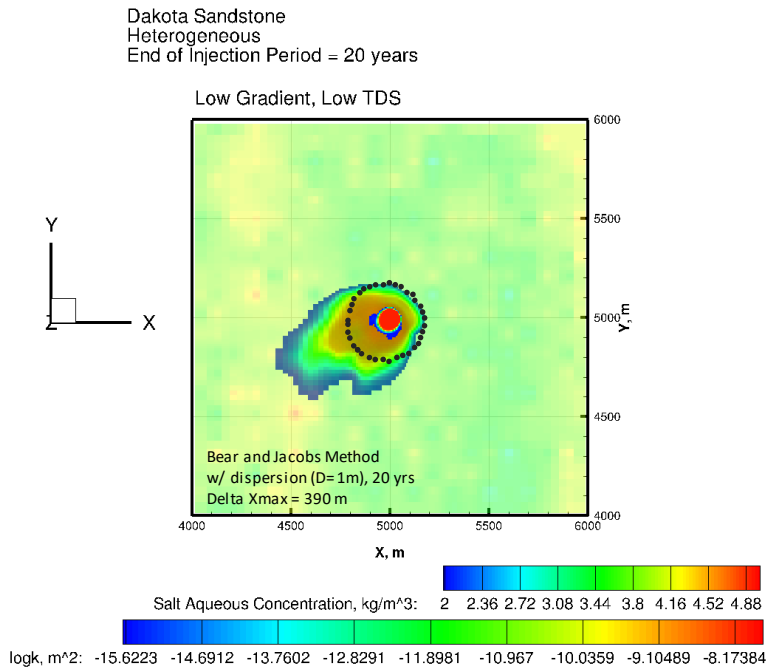 Dakota Sandstone
Heterogeneous
End of Injection Period = 20 years
Low Gradient, Low TDS
Y
Z
X
6000
5500
5000
4500
4000
Y, m
Bear and Jacobs Method
w/ dispersion (D=1m), 20 yrs
Delta Xmax = 390 m
4000 4500 5000 5500 6000
X, m
Salt Aqueous Concentration, kg/m^3: 2 2.36 2.72 3.08 3.44 3.8 4.16 4.52 4.88
logk, m^2: -15.6223 -14.6912 -13.7602 -12.8291 -11.8981 -10.967 -10.0359 -9.10489 -8.17384